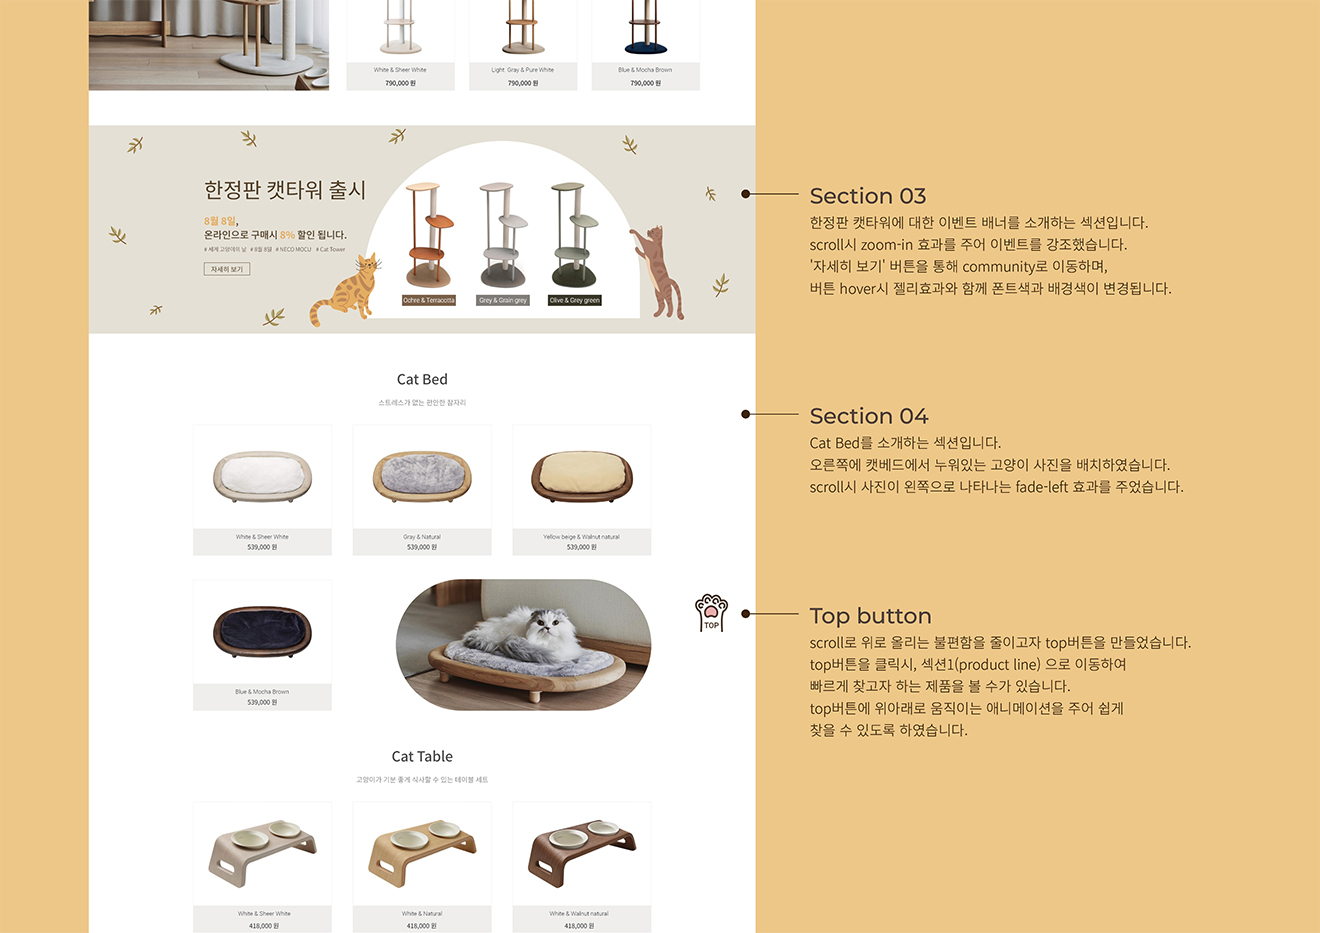 White & Sheer White
790,000 원
Light Gray & Pure White
790,000 원
Blue & Mocha Brown
790,000 원
한정판 캣타워 출시
8월 8일,
온라인으로 구매시 8% 할인 됩니다.
# 세계 고양이의 날 # 8월 8일 # NECO MOCU # Cat Tower
자세히 보기
Ochre & Terracotta
Grey & Grain grey
Olive & Grey green
Section 03
한정판 캣타워에 대한 이벤트 배너를 소개하는 섹션입니다.
scroll시 zoom-in 효과를 주어 이벤트를 강조했습니다.
'자세히 보기' 버튼을 통해 community로 이동하며,
버튼 hover시 젤리효과와 함께 폰트색과 배경색이 변경됩니다.
Cat Bed
스트레스가 없는 편안한 잠자리
White & Sheer White
539,000 원
Gray & Natural
539,000 원
Yellow beige & Walnut natural
539,000 원
Blue & Mocha Brown
539,000 원
Section 04
Cat Bed를 소개하는 섹션입니다.
오른쪽에 캣베드에서 누워있는 고양이 사진을 배치하였습니다.
scroll시 사진이 왼쪽으로 나타나는 fade-left 효과를 주었습니다.
TOP
Top button
scroll로 위로 올리는 불편함을 줄이고자 top버튼을 만들었습니다.
top버튼을 클릭시, 섹션1(product line) 으로 이동하여
빠르게 찾고자 하는 제품을 볼 수가 있습니다.
top버튼에 위아래로 움직이는 애니메이션을 주어 쉽게
찾을 수 있도록 하였습니다.
Cat Table
고양이가 기분 좋게 식사할 수 있는 테이블 세트
White & Sheer White
418,000 원
White & Natural
418,000 원
White & Walnut natural
418,000 원